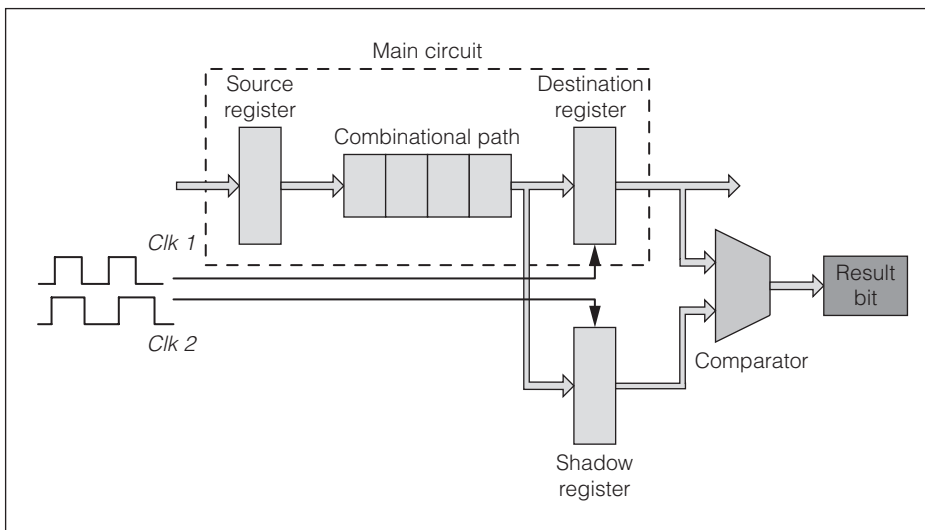 Main circuit
Source
register
Destination
register
Combinational path
Clk 1
Clk 2
Result
bit
Comparator
Shadow
register